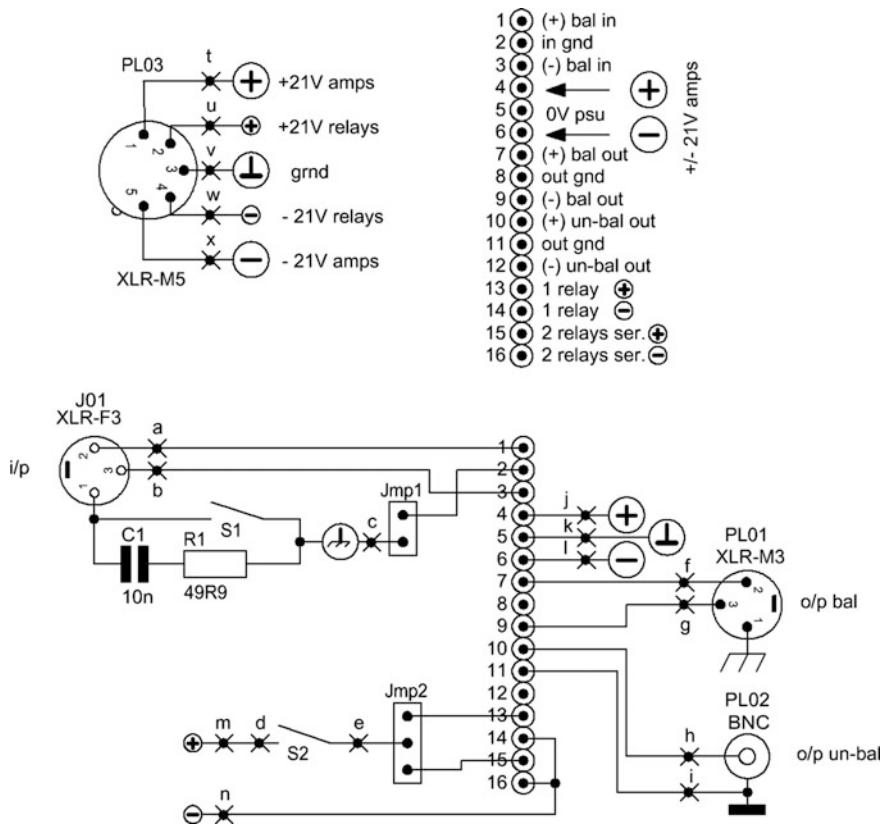 PL03
t
+21V amps
u
+21V relays
v
grnd
w
- 21V relays
x
- 21V amps
1
2
3
4
5
XLR-M5
1 (+) bal in
2 in gnd
3 (-) bal in
4
5 0V psu
6
7 (+) bal out
8 out gnd
9 (-) bal out
10 (+) un-bal out
11 out gnd
12 (-) un-bal out
13 1 relay +
14 1 relay −
15 2 relays ser. +
16 2 relays ser. −
+/- 21V amps
J01
XLR-F3
i/p
2
3
1
a
b
S1
C1
10n
R1
49R9
c
Jmp1
1
2
3
4
5
6
7
8
9
10
11
12
13
14
15
16
j
k
l
f
g
PL01
XLR-M3
2
3
1
o/p bal
PL02
BNC
h
i
o/p un-bal
Jmp2
m
d
S2
e
n